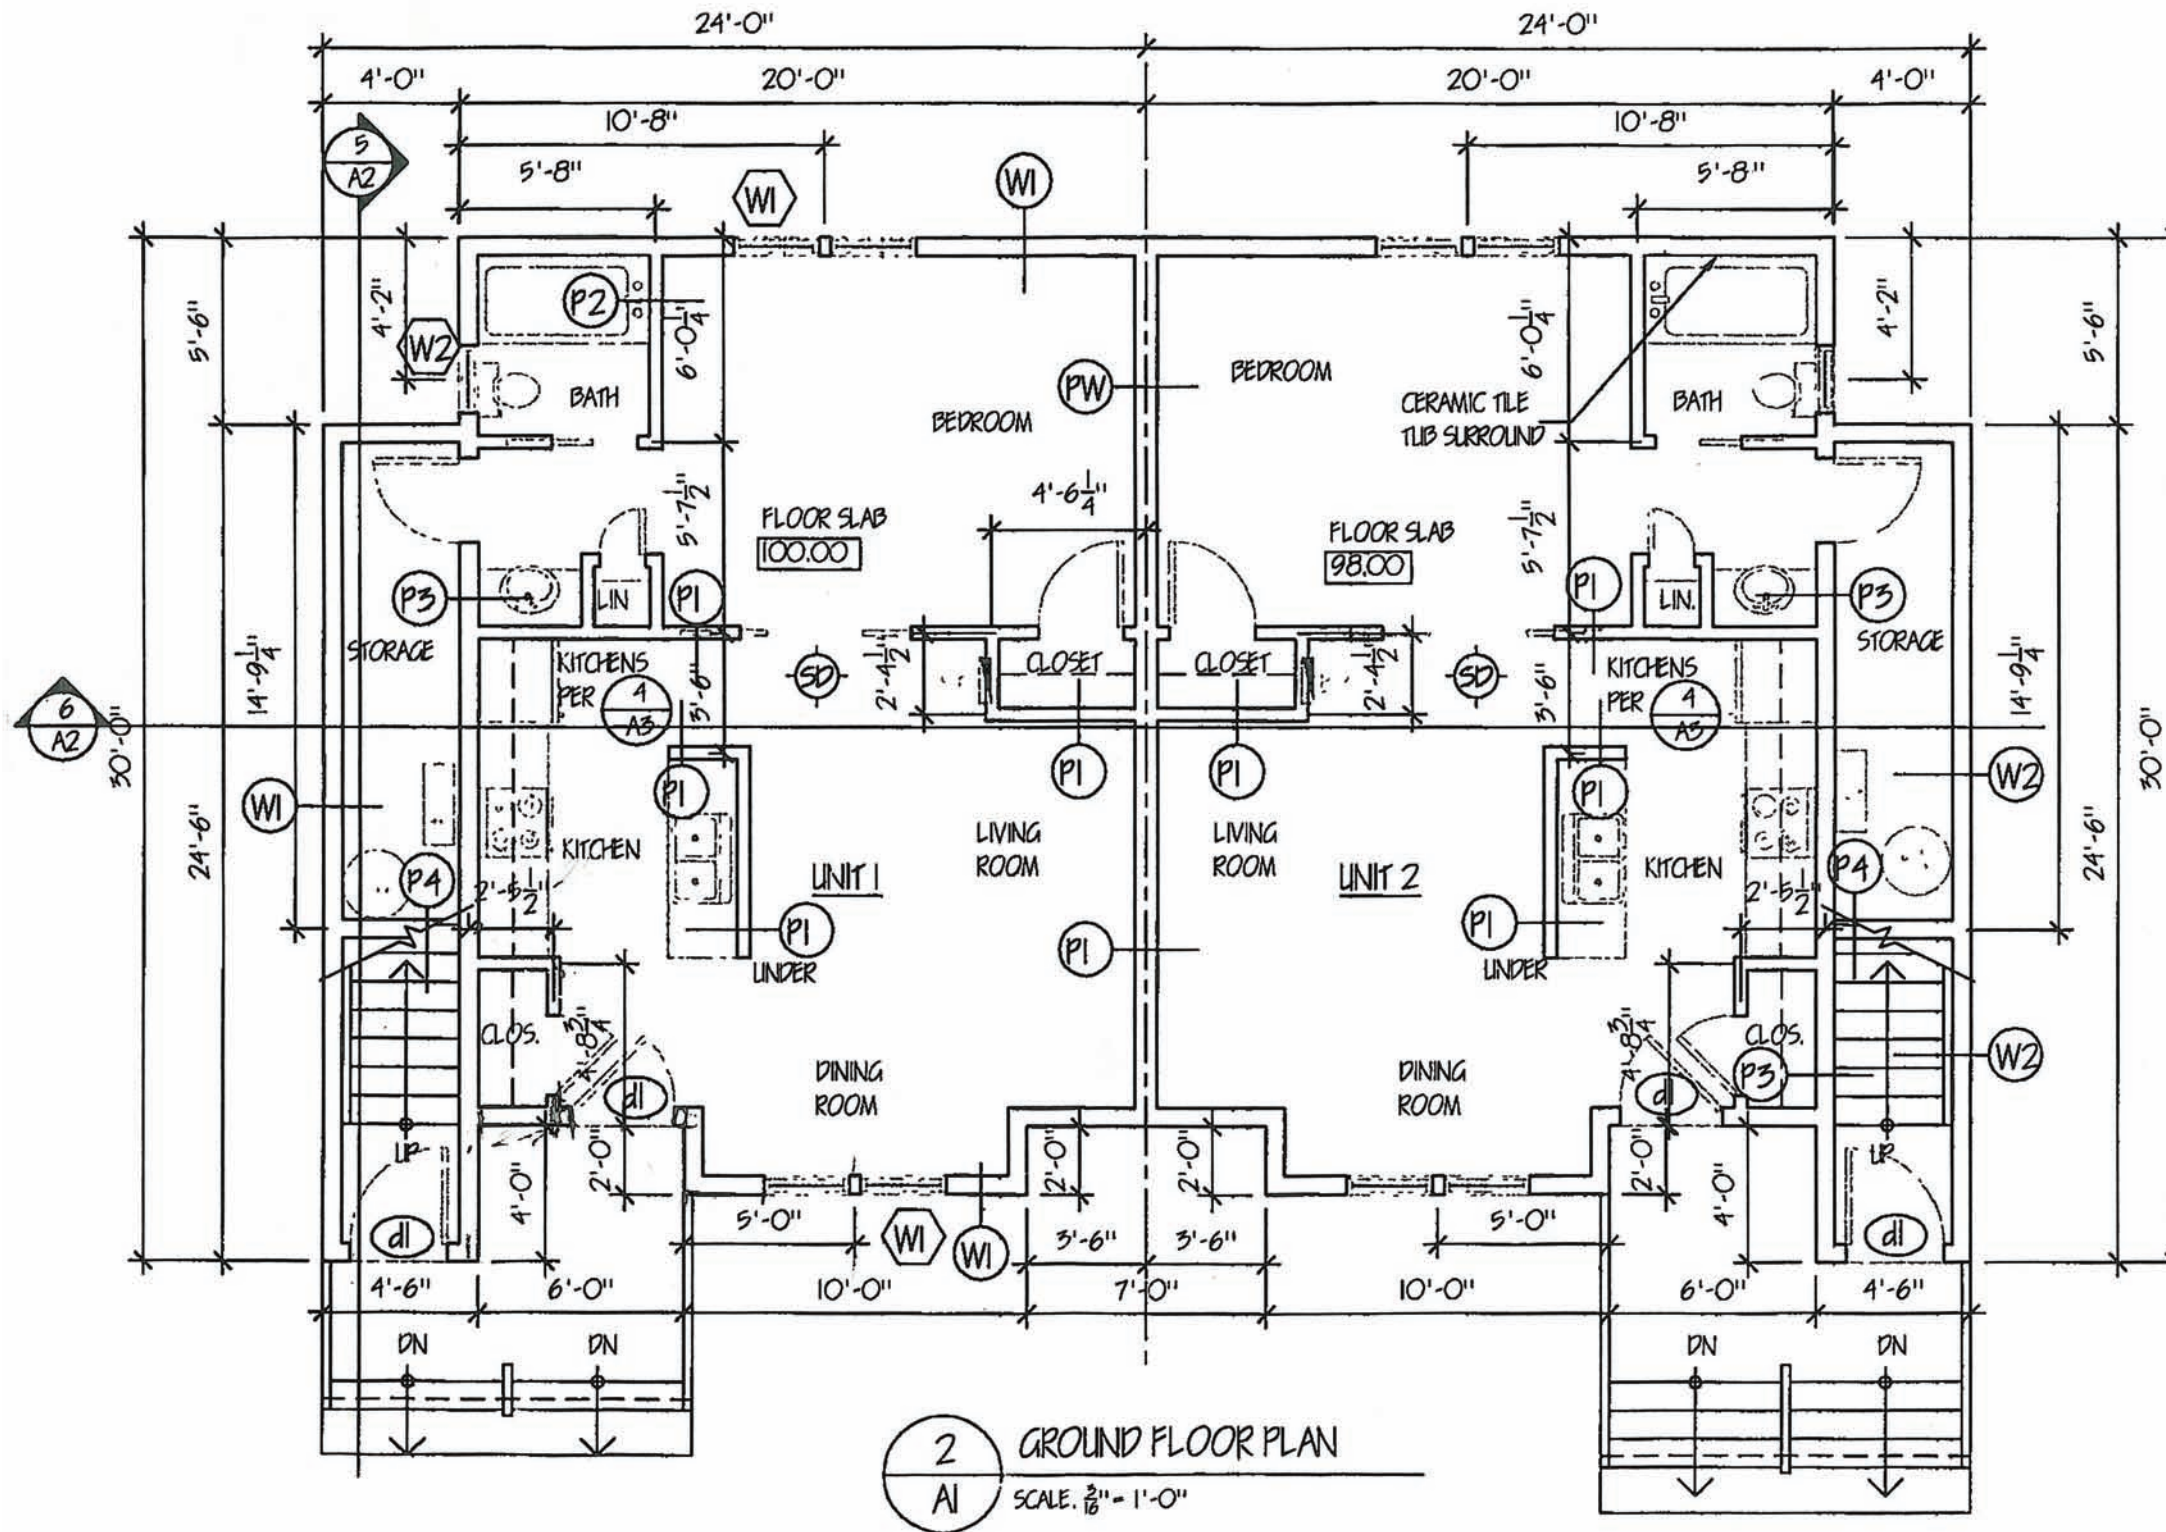 24'-0" 24'-0"
4'-0" 20'-0" 20'-0" 4'-0"
10'-8" 10'-8"
5'-8" 5'-8"
5
A2
W1
W1
4'-2"
W2
P2
5'-6"
6'-0 1/4"
BATH
BEDROOM
PW
BEDROOM
6'-0 1/4"
CERAMIC TILE
TUB SURROUND
BATH
4'-2"
5'-6"
5'-7 1/2"
FLOOR SLAB
100.00
4'-6 1/4"
FLOOR SLAB
98.00
5'-7 1/2"
P3
LIN
P1
P1
LIN.
P3
STORAGE
STORAGE
14'-9 1/4"
KITCHENS
PER
4
A3
3'-6"
SD
2'-4 1/2"
CLOSET
CLOSET
2'-4 1/2"
SD
3'-6"
KITCHENS
PER
4
A3
14'-9 1/4"
6
A2
30'-0"
30'-0"
W1
24'-6"
P1
P1
P1
P1
W2
24'-6"
KITCHEN
LIVING
ROOM
LIVING
ROOM
KITCHEN
P4
2'-5 1/2"
UNIT 1
UNIT 2
2'-5 1/2"
P4
P1
UNDER
P1
P1
UNDER
CLOS.
4'-8 3/4"
d1
DINING
ROOM
DINING
ROOM
4'-8 3/4"
d1
CLOS.
P3
W2
UP
4'-0"
2'-0"
2'-0"
2'-0"
2'-0"
4'-0"
UP
d1
5'-0"
W1
W1
3'-6" 3'-6"
5'-0"
d1
4'-6" 6'-0" 10'-0" 7'-0" 10'-0" 6'-0" 4'-6"
DN DN DN DN
2
A1
GROUND FLOOR PLAN
SCALE. 3/16" = 1'-0"